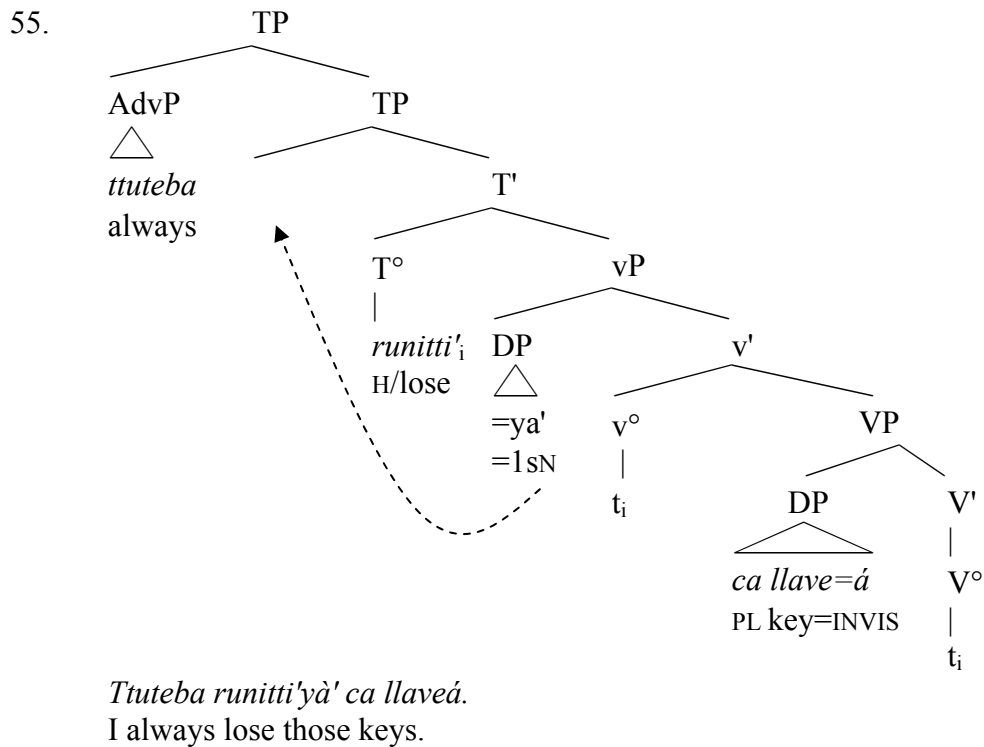 55. TP
AdvP TP
ttuteba T'
always
T° vP
runitti'i DP v'
H/lose
=ya' v° VP
=1SN
ti DP V'
ca llave=á V°
PL key=INVIS
ti
Ttuteba runitti'yà' ca llaveá.
I always lose those keys.